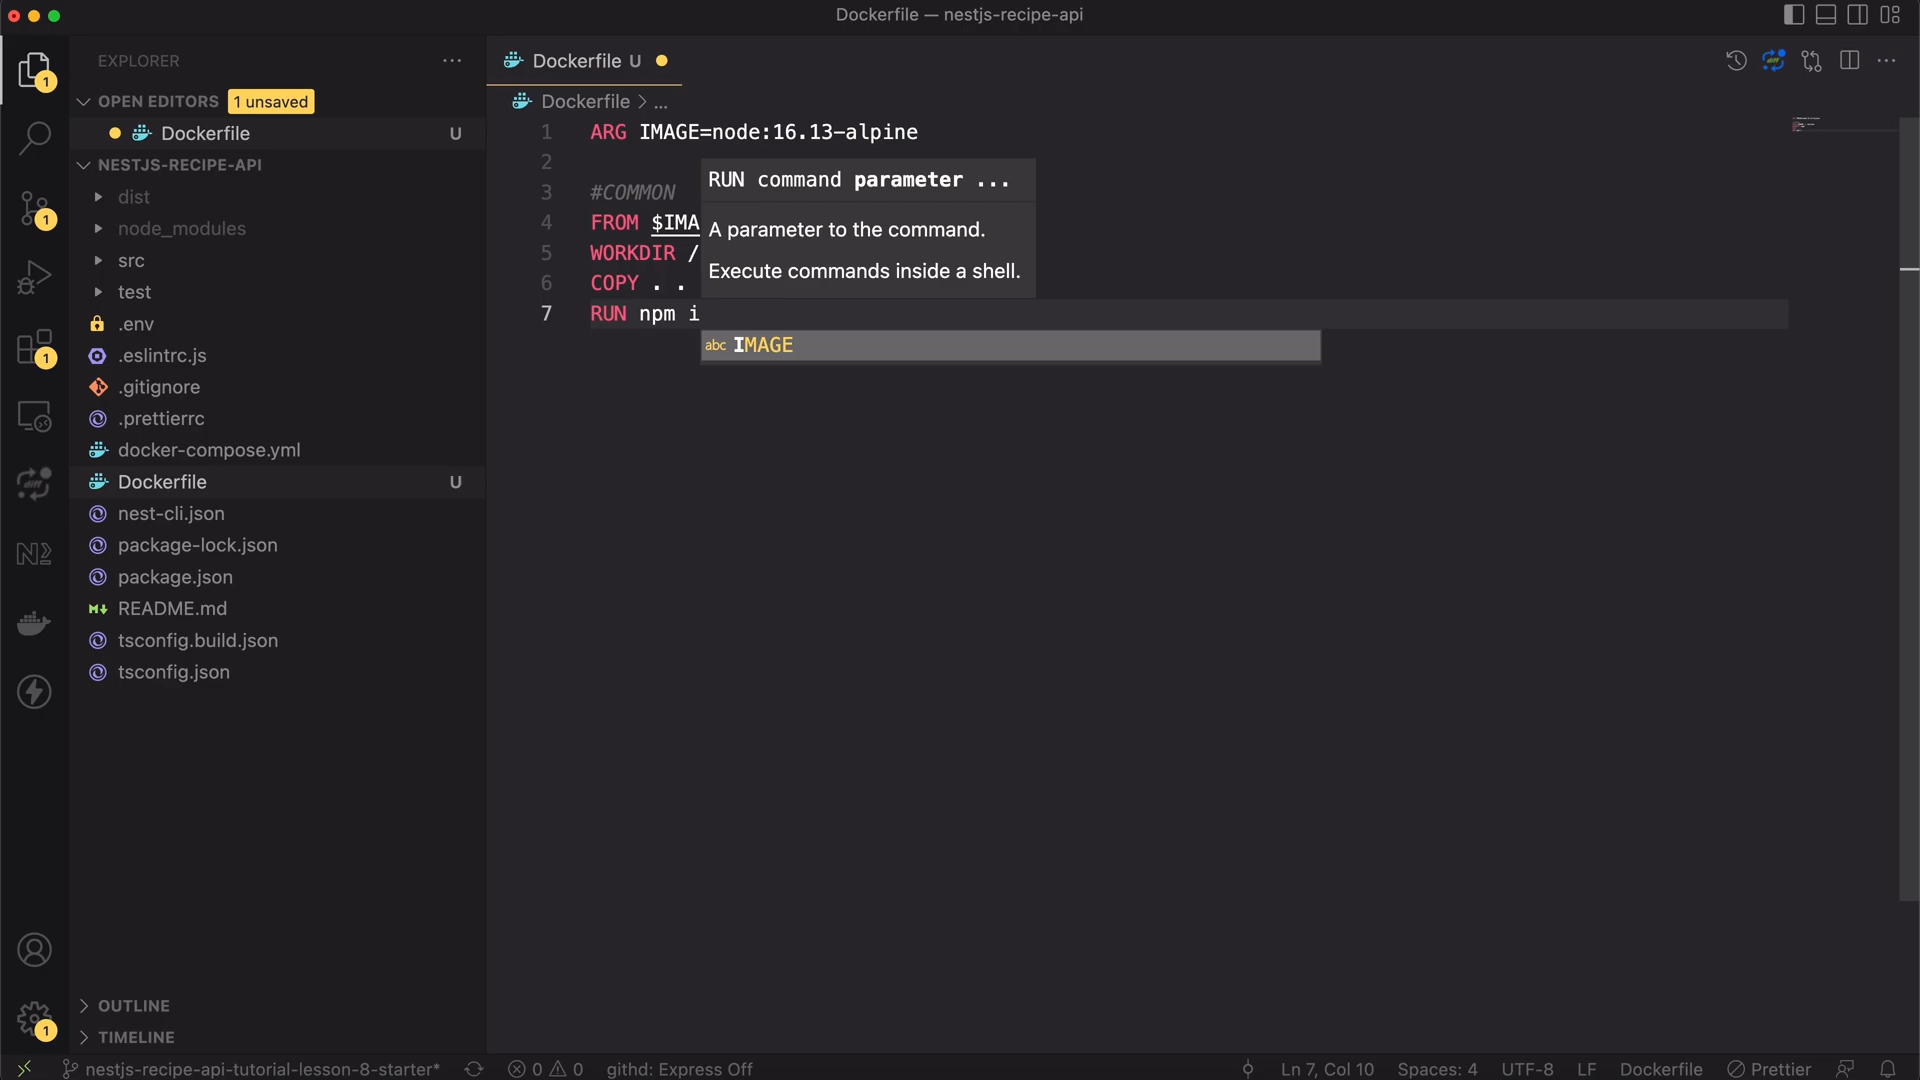 Dockerfile — nestjs-recipe-api
EXPLORER
OPEN EDITORS 1 unsaved
Dockerfile U
NESTJS-RECIPE-API
dist
node_modules
src
test
.env
.eslintrc.js
.gitignore
.prettierrc
docker-compose.yml
Dockerfile U
nest-cli.json
package-lock.json
package.json
README.md
tsconfig.build.json
tsconfig.json
OUTLINE
TIMELINE
1
1
1
1
Dockerfile U
Dockerfile > ...
1 ARG IMAGE=node:16.13-alpine
2
3 #COMMON
4 FROM $IMA
5 WORKDIR /
6 COPY . .
7 RUN npm i
RUN command parameter ...
A parameter to the command.
Execute commands inside a shell.
abc IMAGE
nestjs-recipe-api-tutorial-lesson-8-starter* 0 0 githd: Express Off Ln 7, Col 10 Spaces: 4 UTF-8 LF Dockerfile Prettier